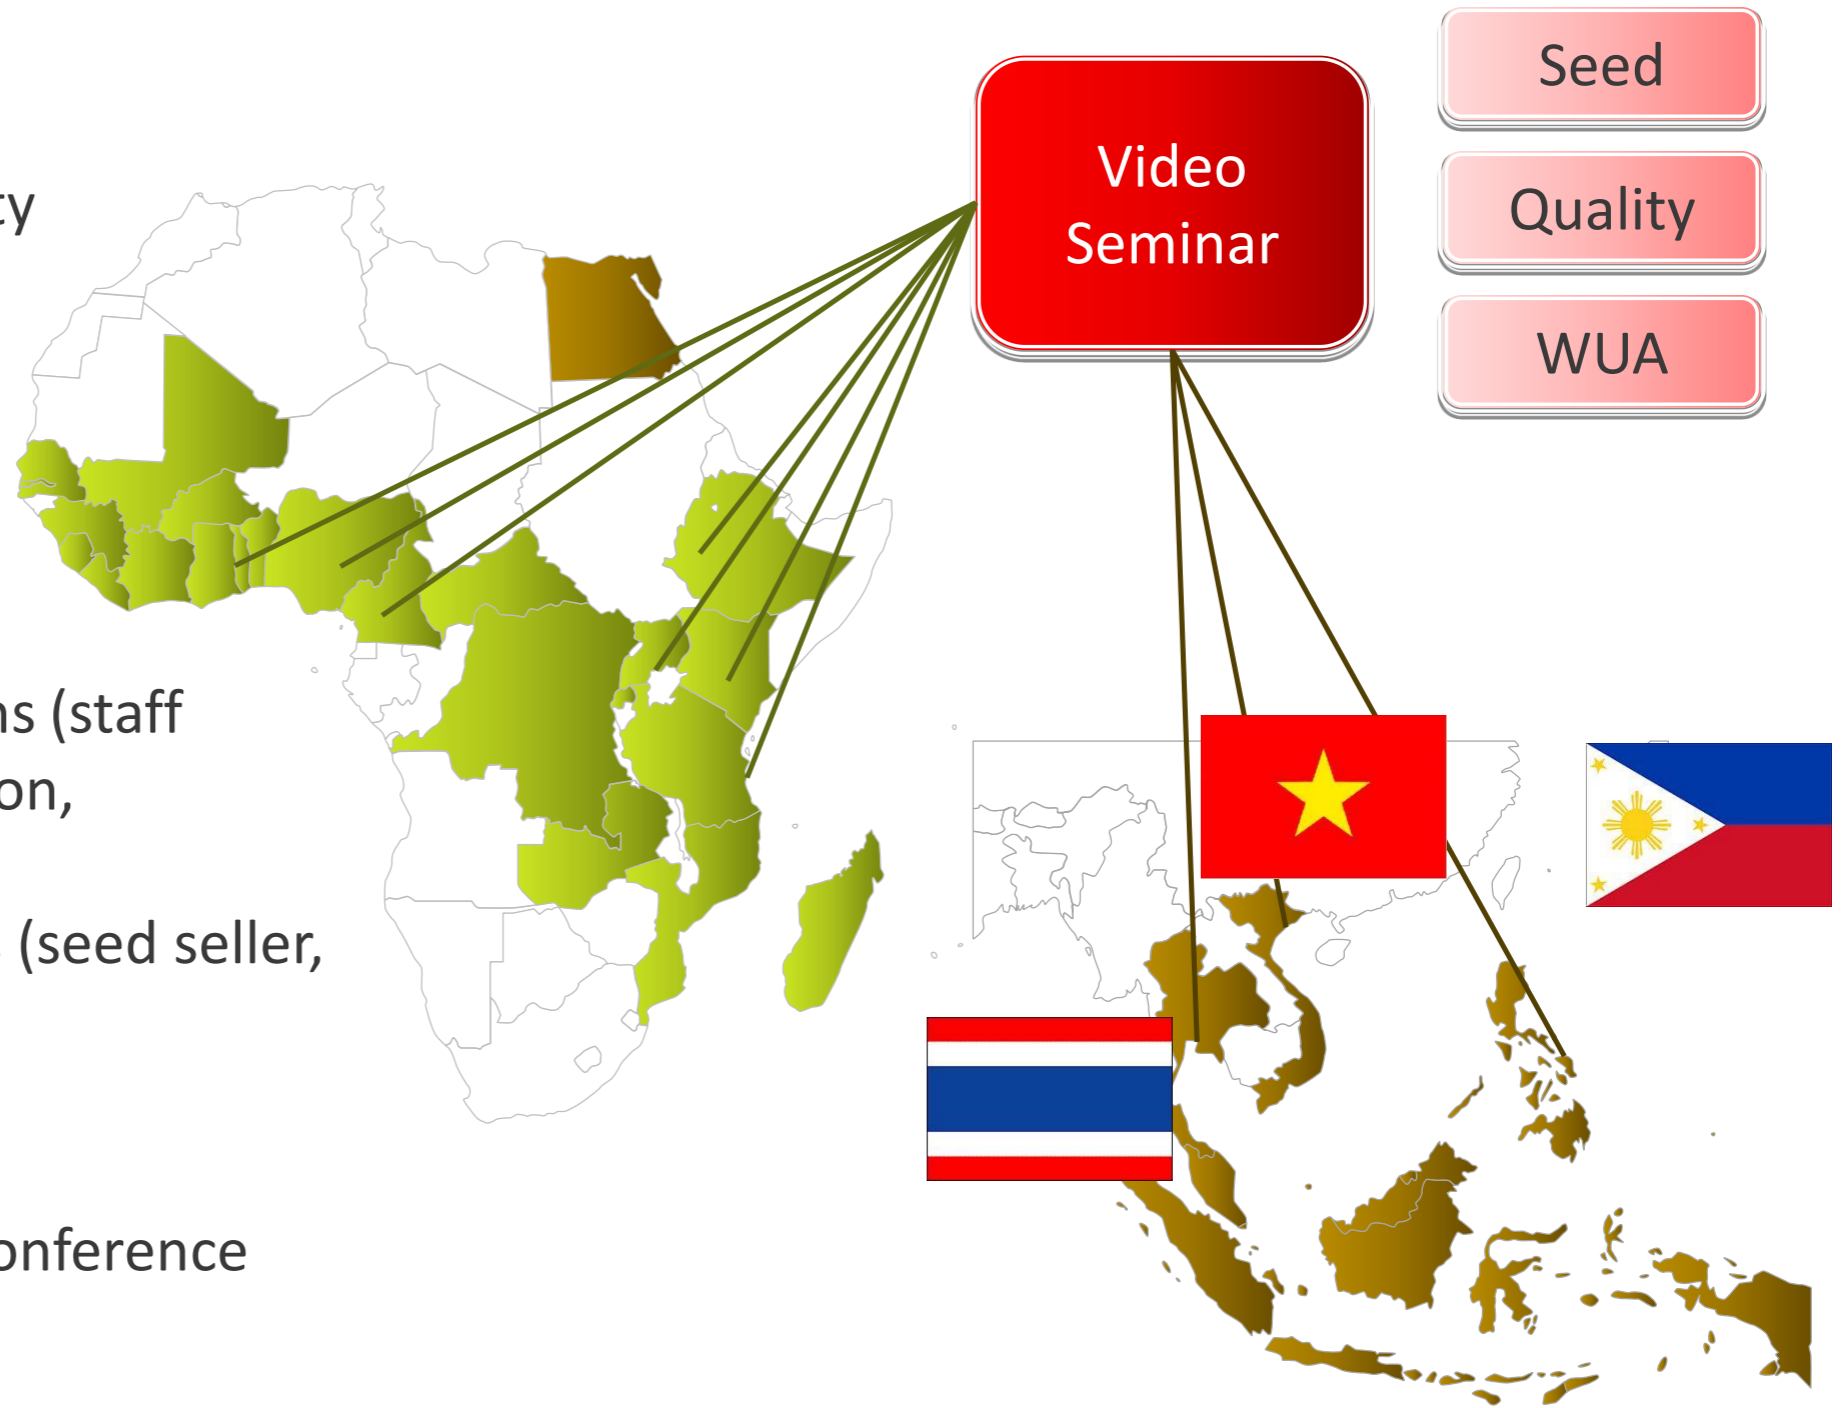 Seed
Video
Seminar
Quality
WUA
ty
ns (staff
on,
(seed seller,
onference